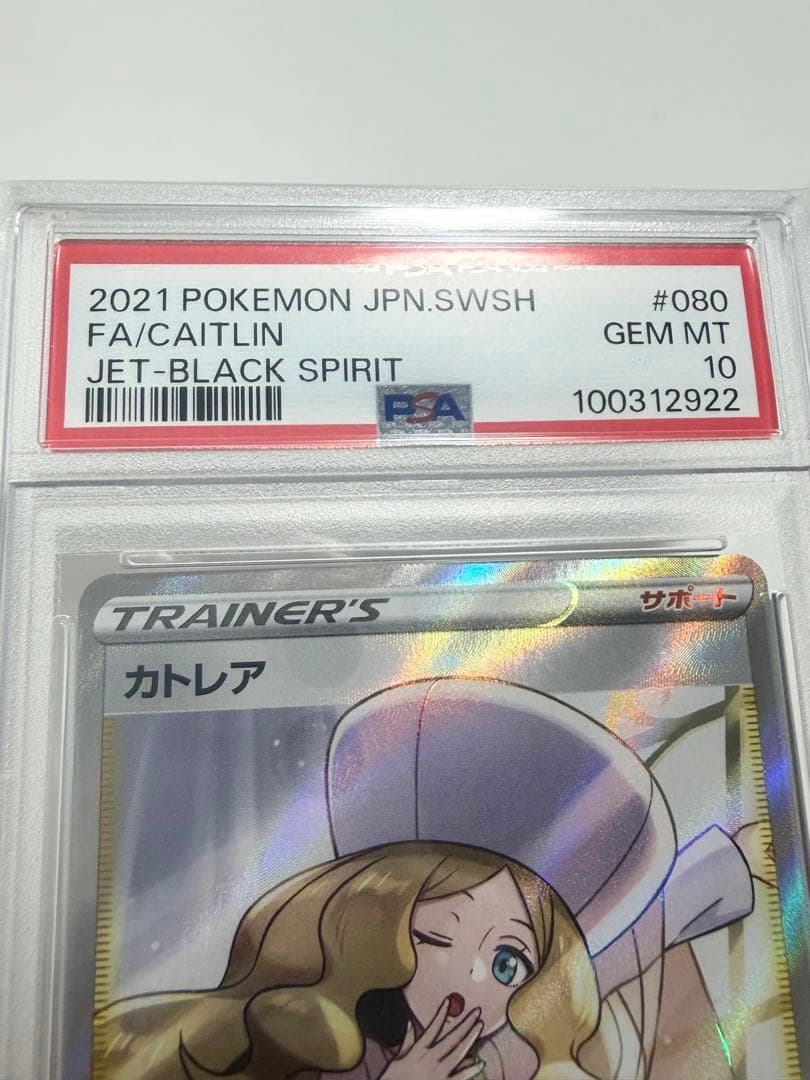 2021 POKEMON JPN.SWSH #080
FA/CAITLIN GEM MT
JET-BLACK SPIRIT 10
PSA 100312922
TRAINER'S サポート
カトレア